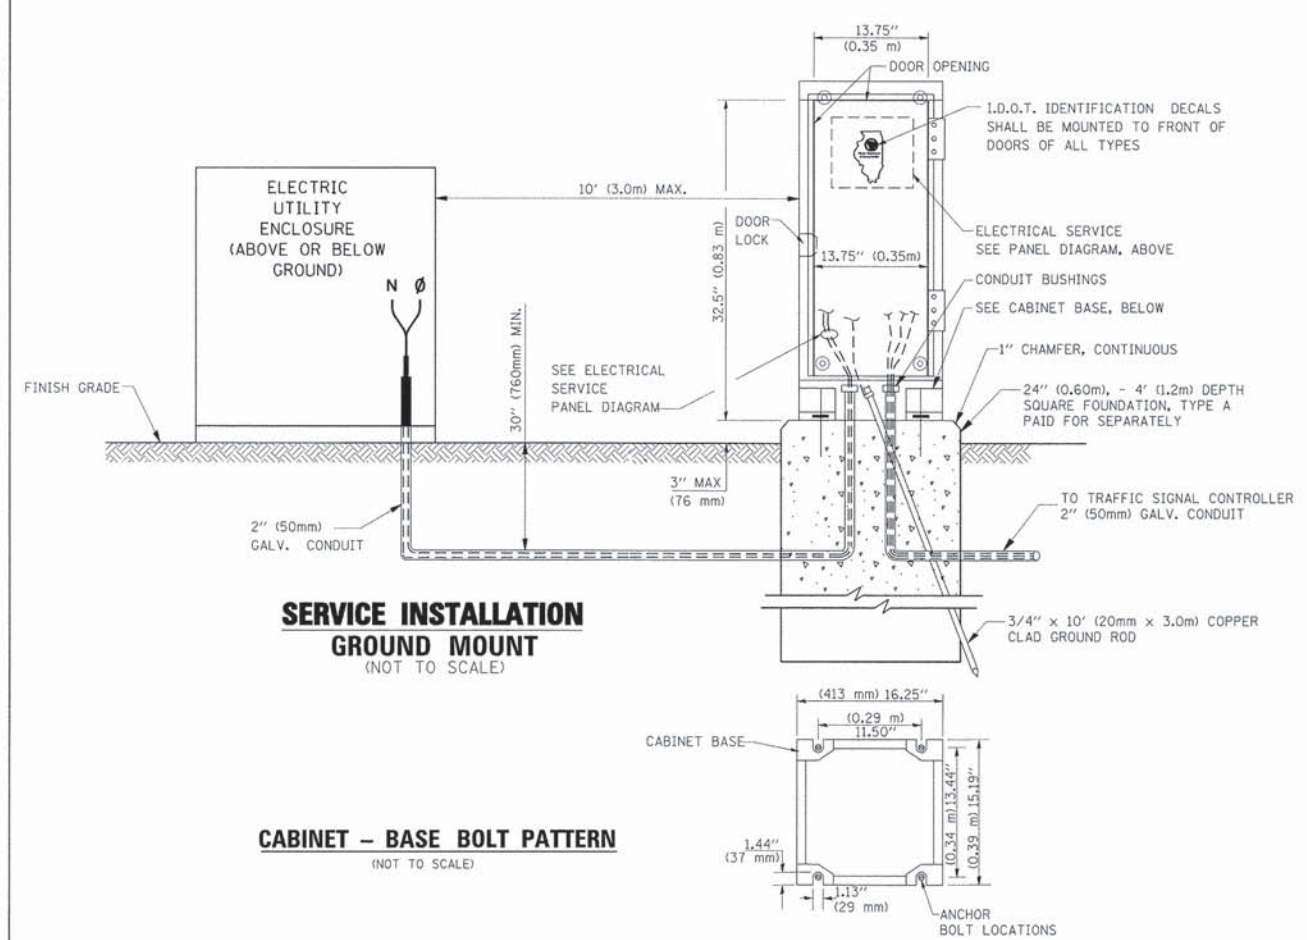 13.75"
(0.35 m)
DOOR OPENING
I.D.O.T. IDENTIFICATION DECALS
SHALL BE MOUNTED TO FRONT OF
DOORS OF ALL TYPES
ELECTRIC
UTILITY
ENCLOSURE
(ABOVE OR BELOW
GROUND)
N Ø
10' (3.0m) MAX.
DOOR
LOCK
32.5" (0.83 m)
13.75" (0.35m)
ELECTRICAL SERVICE
SEE PANEL DIAGRAM, ABOVE
CONDUIT BUSHINGS
SEE CABINET BASE, BELOW
1" CHAMFER, CONTINUOUS
24" (0.60m), - 4' (1.2m) DEPTH
SQUARE FOUNDATION, TYPE A
PAID FOR SEPARATELY
FINISH GRADE
30" (760mm) MIN.
SEE ELECTRICAL
SERVICE
PANEL DIAGRAM
3" MAX
(76 mm)
2" (50mm)
GALV. CONDUIT
TO TRAFFIC SIGNAL CONTROLLER
2" (50mm) GALV. CONDUIT
3/4" x 10' (20mm x 3.0m) COPPER
CLAD GROUND ROD
SERVICE INSTALLATION
GROUND MOUNT
(NOT TO SCALE)
(413 mm) 16.25"
(0.29 m)
11.50"
CABINET BASE
(0.34 m) 13.44"
(0.39 m) 15.19"
1.44"
(37 mm)
1.13"
(29 mm)
ANCHOR
BOLT LOCATIONS
CABINET – BASE BOLT PATTERN
(NOT TO SCALE)